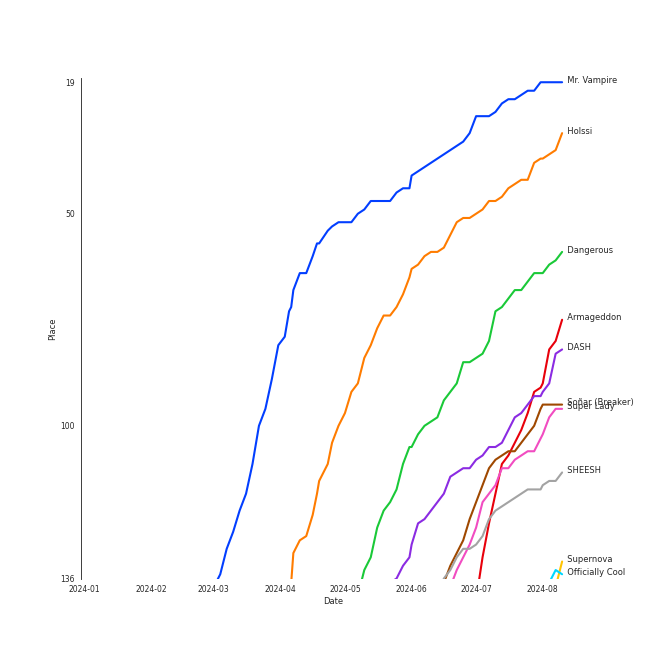 19
Mr. Vampire
Holssi
50
Dangerous
Armageddon
Place
DASH
Soñar (Breaker)
Super Lady
100
SHEESH
Supernova
Officially Cool
136
2024-01
2024-02
2024-03
2024-04
2024-05
2024-06
2024-07
2024-08
Date